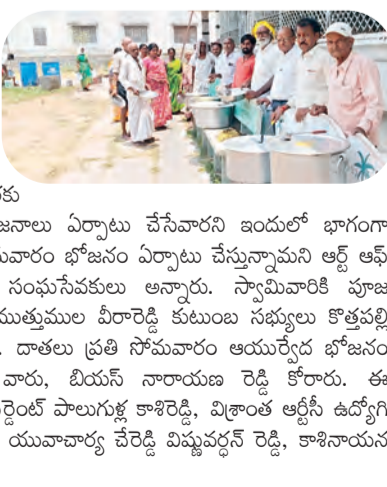 కు
జనాలు ఏర్పాటు చేసేవారని ఇందులో భాగంగా
వారం భోజనం ఏర్పాటు చేస్తున్నామని ఆర్ట్ ఆఫ్
సంఘసేవకులు అన్నారు. స్వామివారికి పూజ
ముత్తుముల వీరారెడ్డి కుటుంబ సభ్యులు కొత్తపల్లి
. దాతలు ప్రతి సోమవారం ఆయుర్వేద భోజనం
వారు, బియస్ నారాయణ రెడ్డి కోరారు. ఈ
పాలుగుళ్ల కాశిరెడ్డి, విశ్రాంత ఆర్టీసీ ఉద్యోగి
యువాచార్య చేరెడ్డి విష్ణువర్ధన్ రెడ్డి, కాశినాయన